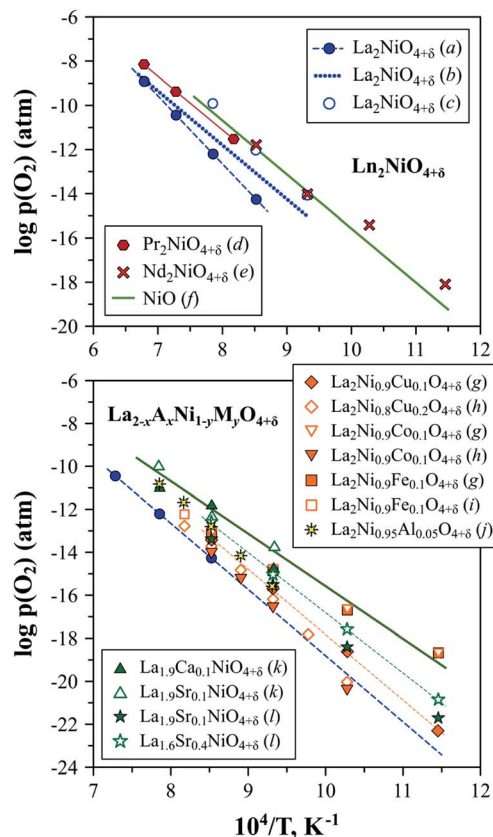 -6
-8
-10
-12
-14
-16
-18
-20
log p(O2) (atm)
La2NiO4+δ (a)
La2NiO4+δ (b)
La2NiO4+δ (c)
Ln2NiO4+δ
Pr2NiO4+δ (d)
Nd2NiO4+δ (e)
NiO (f)
6 7 8 9 10 11 12
-6
-8
-10
-12
-14
-16
-18
-20
-22
-24
log p(O2) (atm)
La2-xAxNi1-yMyO4+δ
La2Ni0.9Cu0.1O4+δ (g)
La2Ni0.8Cu0.2O4+δ (h)
La2Ni0.9Co0.1O4+δ (g)
La2Ni0.9Co0.1O4+δ (h)
La2Ni0.9Fe0.1O4+δ (g)
La2Ni0.9Fe0.1O4+δ (i)
La2Ni0.95Al0.05O4+δ (j)
La1.9Ca0.1NiO4+δ (k)
La1.9Sr0.1NiO4+δ (k)
La1.9Sr0.1NiO4+δ (l)
La1.6Sr0.4NiO4+δ (l)
7 8 9 10 11 12
10^4/T, K^-1